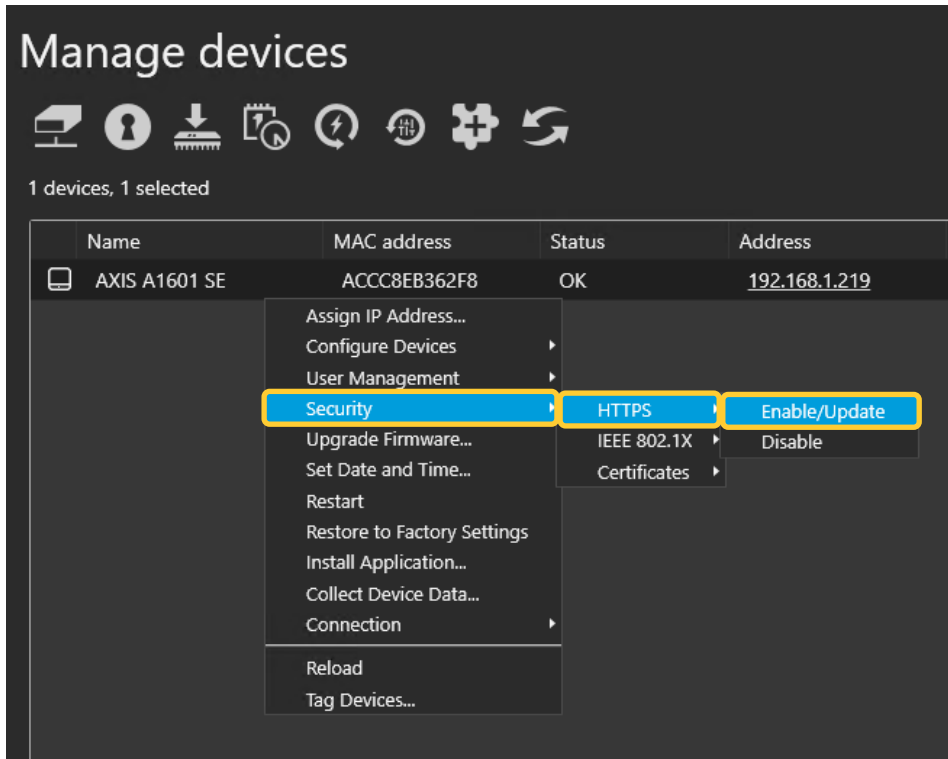 Manage devices
1 devices, 1 selected
Name MAC address Status Address
AXIS A1601 SE ACCC8EB362F8 OK 192.168.1.219
Assign IP Address...
Configure Devices
User Management
Security HTTPS Enable/Update
Upgrade Firmware... IEEE 802.1X Disable
Set Date and Time... Certificates
Restart
Restore to Factory Settings
Install Application...
Collect Device Data...
Connection
Reload
Tag Devices...